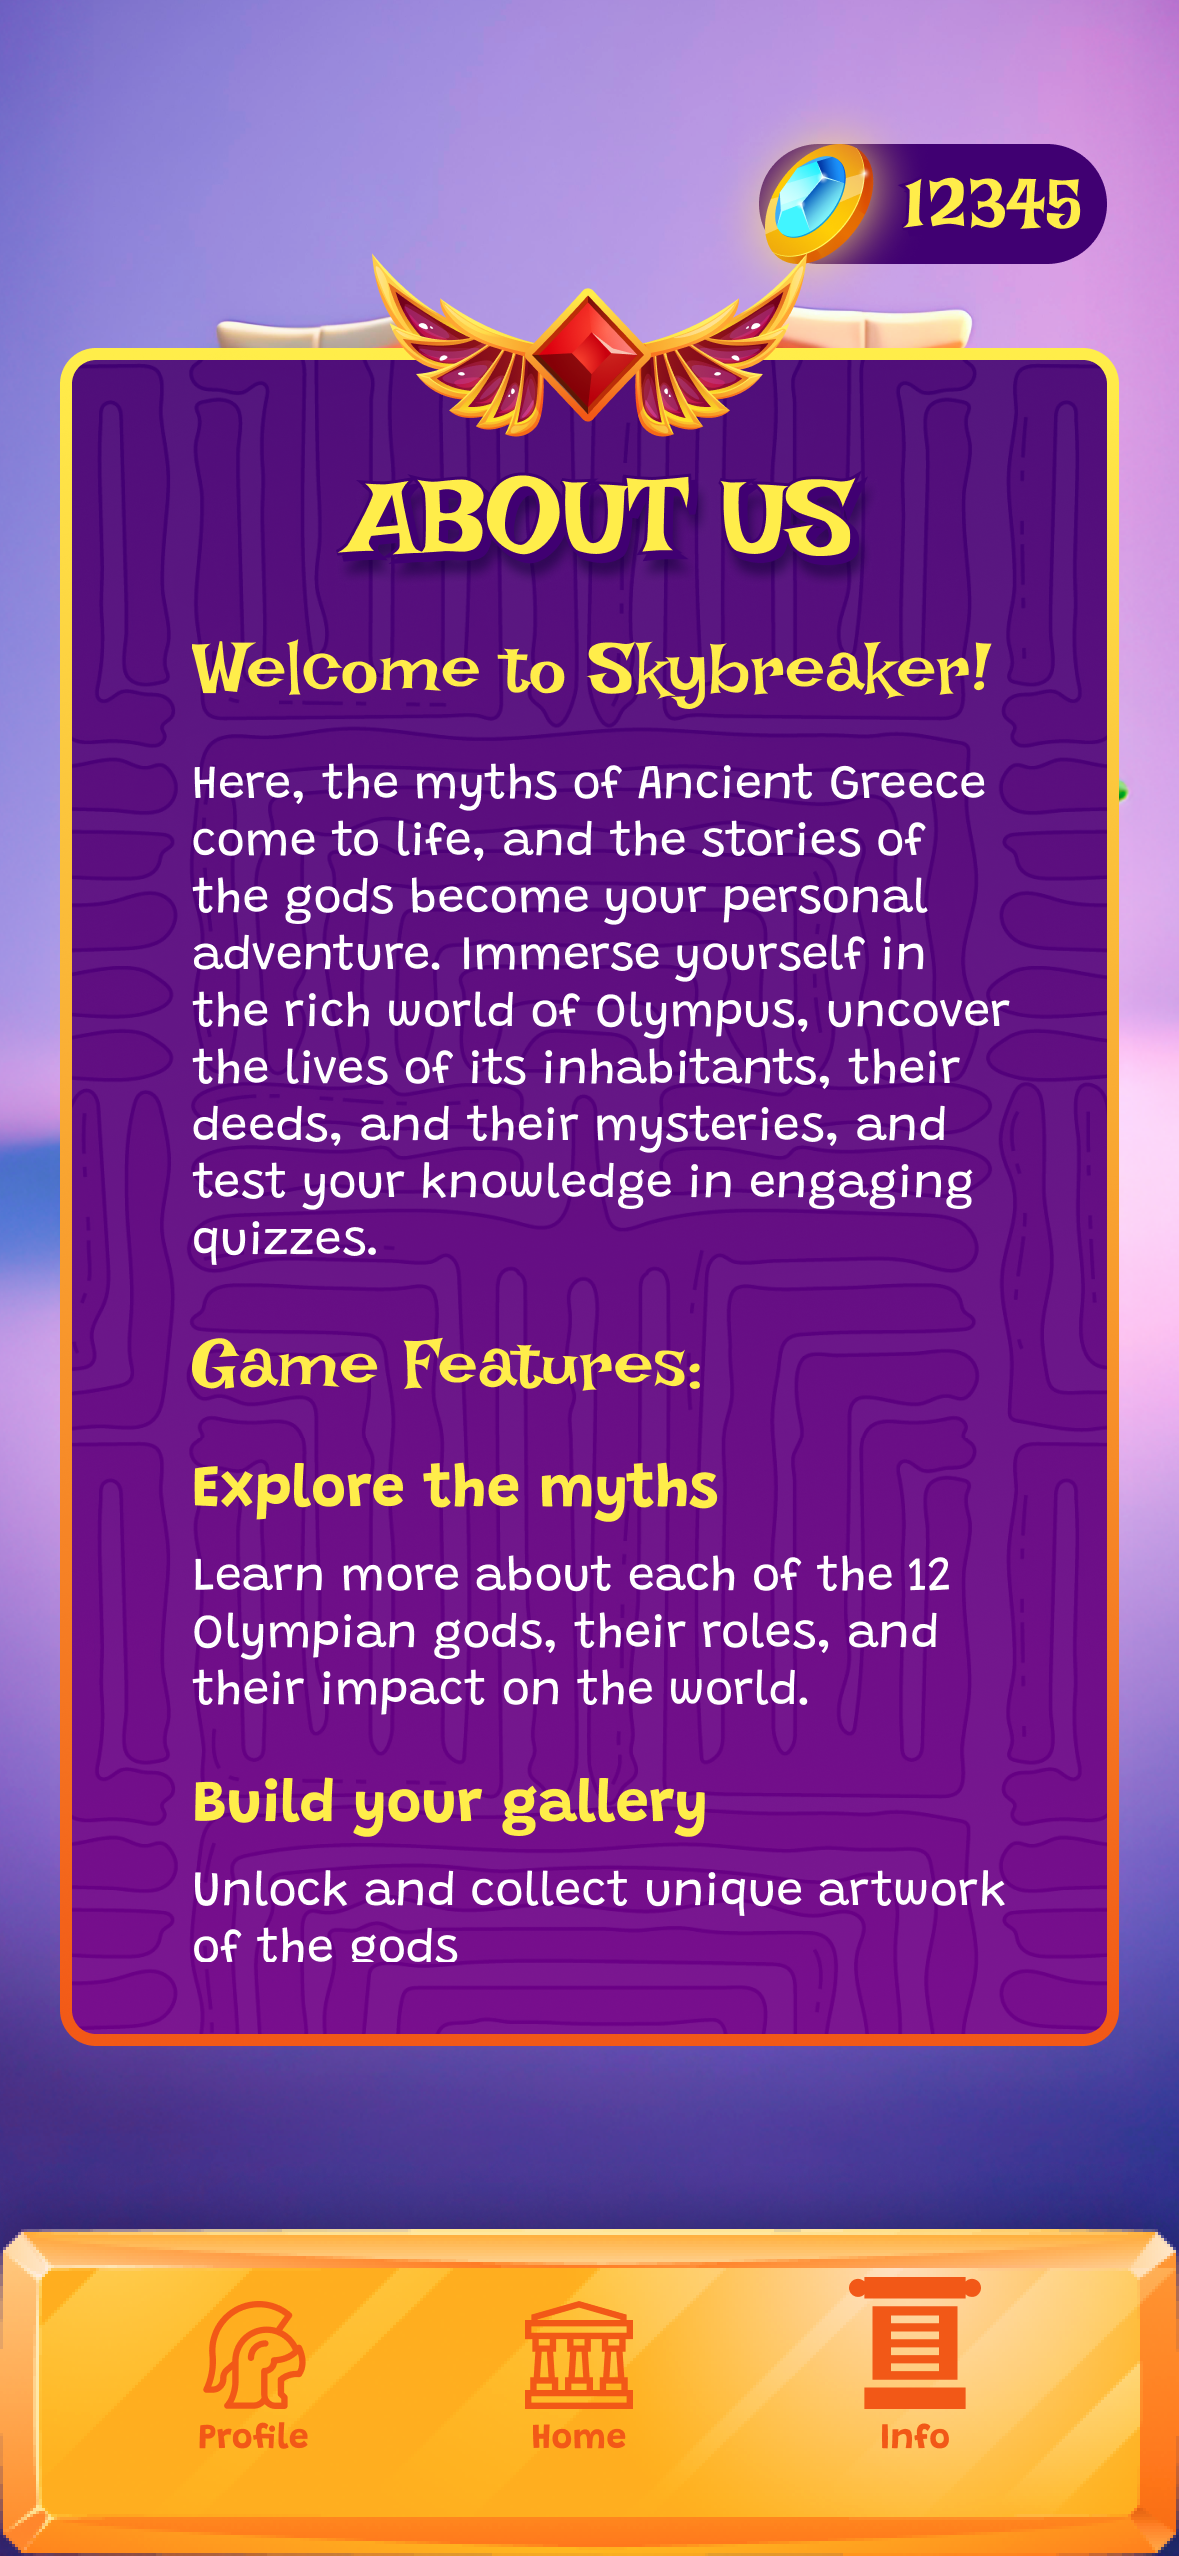 12345
ABOUT US
Welcome to Skybreaker!
Here, the myths of Ancient Greece
come to life, and the stories of
the gods become your personal
adventure. Immerse yourself in
the rich world of Olympus, uncover
the lives of its inhabitants, their
deeds, and their mysteries, and
test your knowledge in engaging
quizzes.
Game Features:
Explore the myths
Learn more about each of the 12
Olympian gods, their roles, and
their impact on the world.
Build your gallery
Unlock and collect unique artwork
of the gods
Profile
Home
Info